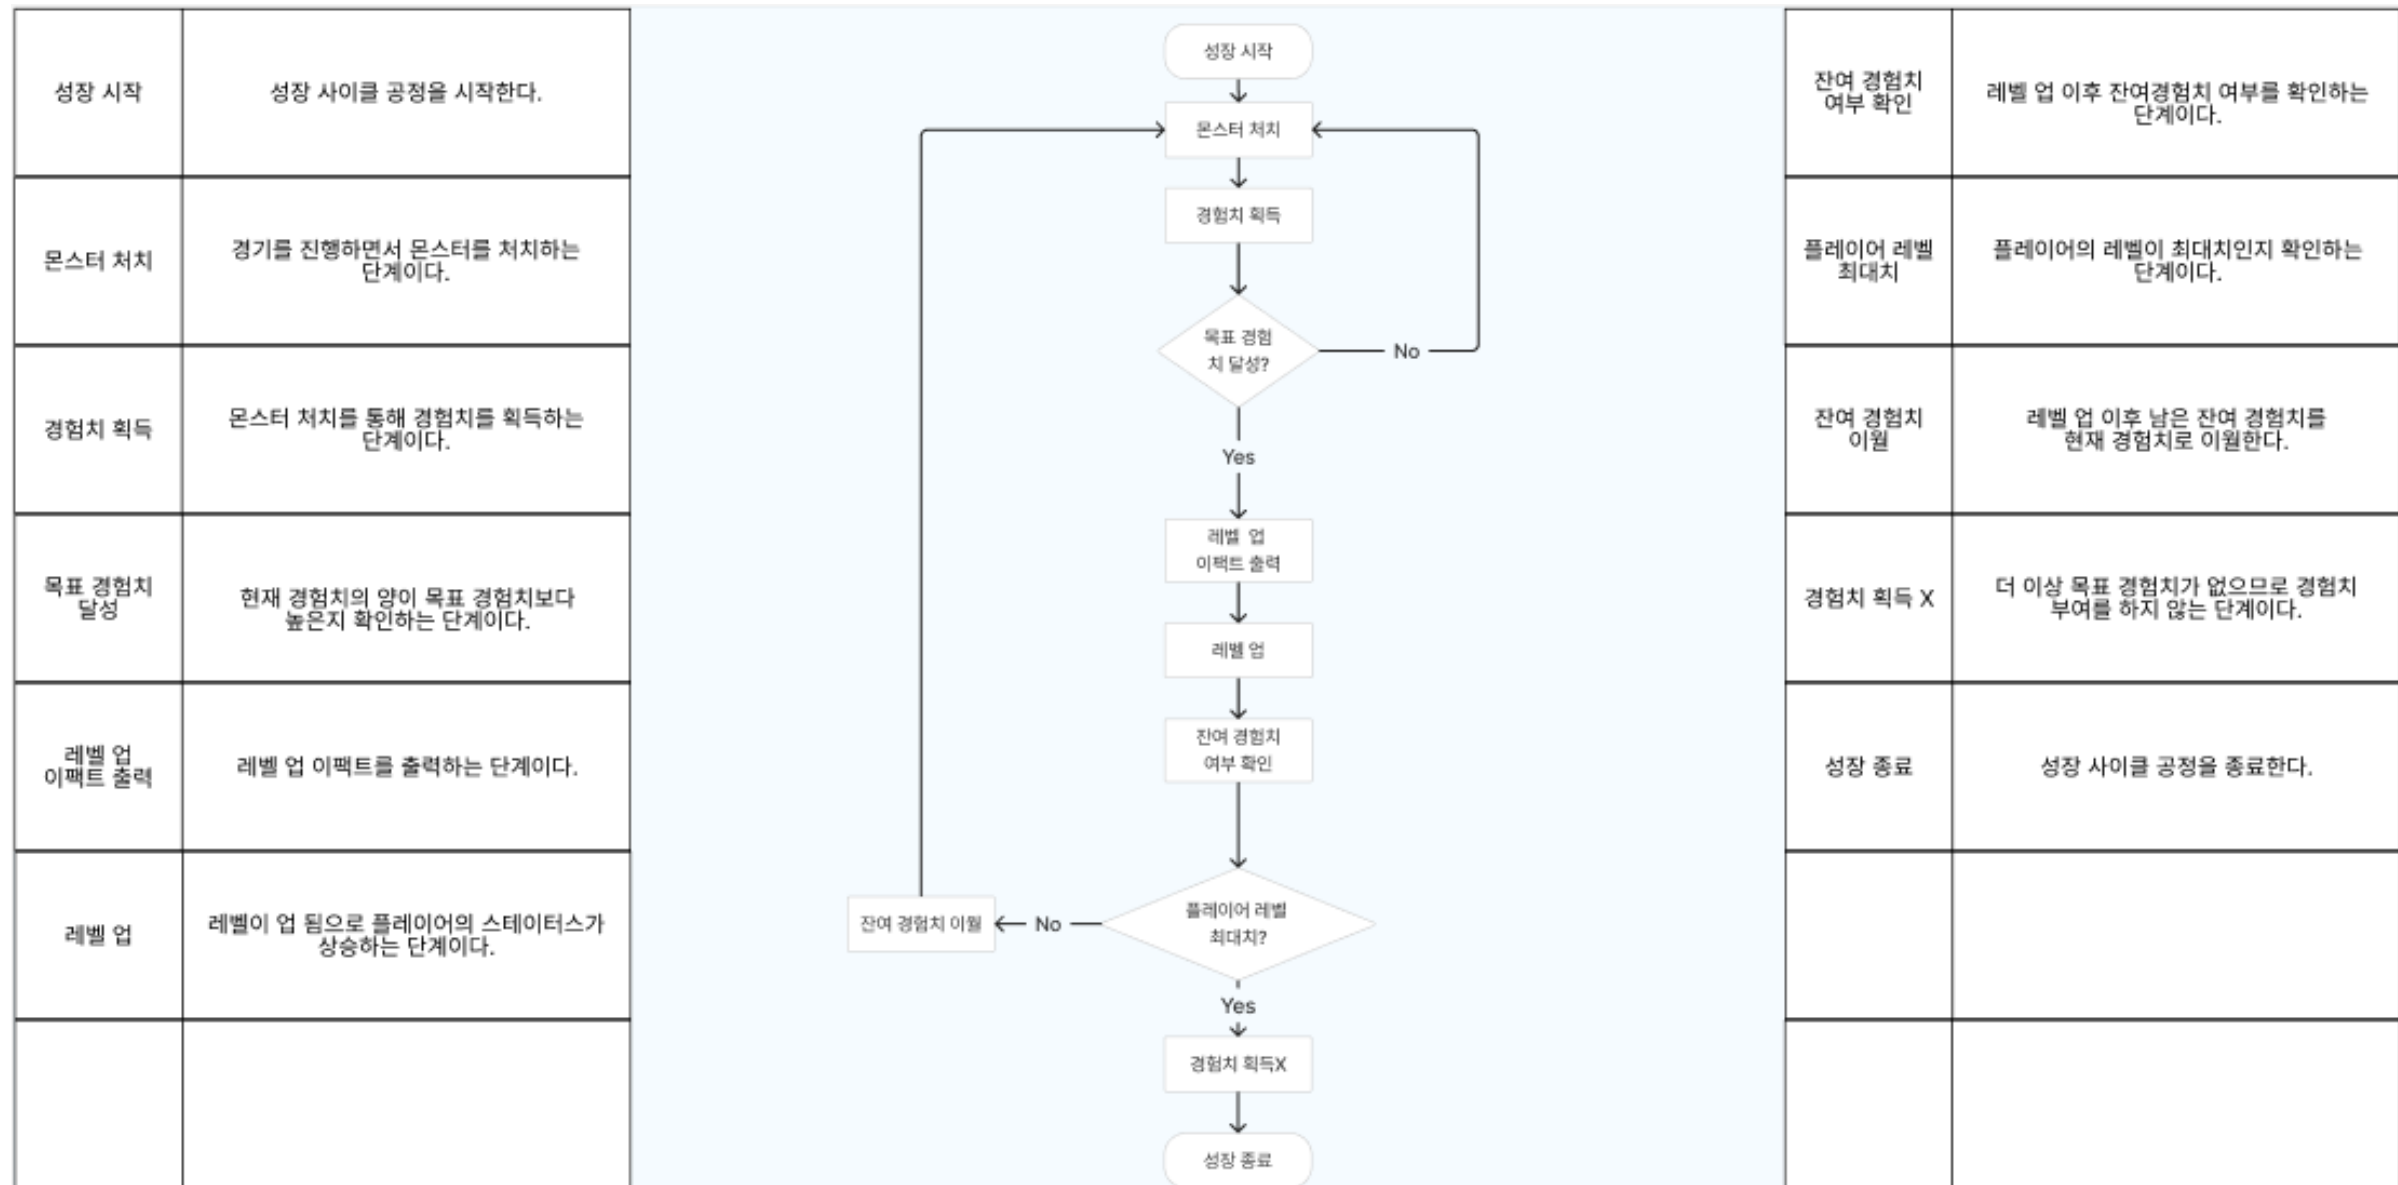 성장 시작
성장 사이클 공정을 시작한다.
몬스터 처치
경기를 진행하면서 몬스터를 처치하는
단계이다.
경험치 획득
몬스터 처치를 통해 경험치를 획득하는
단계이다.
목표 경험치
달성
현재 경험치의 양이 목표 경험치보다
높은지 확인하는 단계이다.
레벨 업
이팩트 출력
레벨 업 이팩트를 출력하는 단계이다.
레벨 업
레벨이 업 됨으로 플레이어의 스테이터스가
상승하는 단계이다.
성장 시작
몬스터 처치
경험치 획득
목표 경험
치 달성?
No
Yes
레벨 업
이팩트 출력
레벨 업
잔여 경험치
여부 확인
플레이어 레벨
최대치?
No
잔여 경험치 이월
Yes
경험치 획득X
성장 종료
잔여 경험치
여부 확인
레벨 업 이후 잔여경험치 여부를 확인하는
단계이다.
플레이어 레벨
최대치
플레이어의 레벨이 최대치인지 확인하는
단계이다.
잔여 경험치
이월
레벨 업 이후 남은 잔여 경험치를
현재 경험치로 이월한다.
경험치 획득 X
더 이상 목표 경험치가 없으므로 경험치
부여를 하지 않는 단계이다.
성장 종료
성장 사이클 공정을 종료한다.